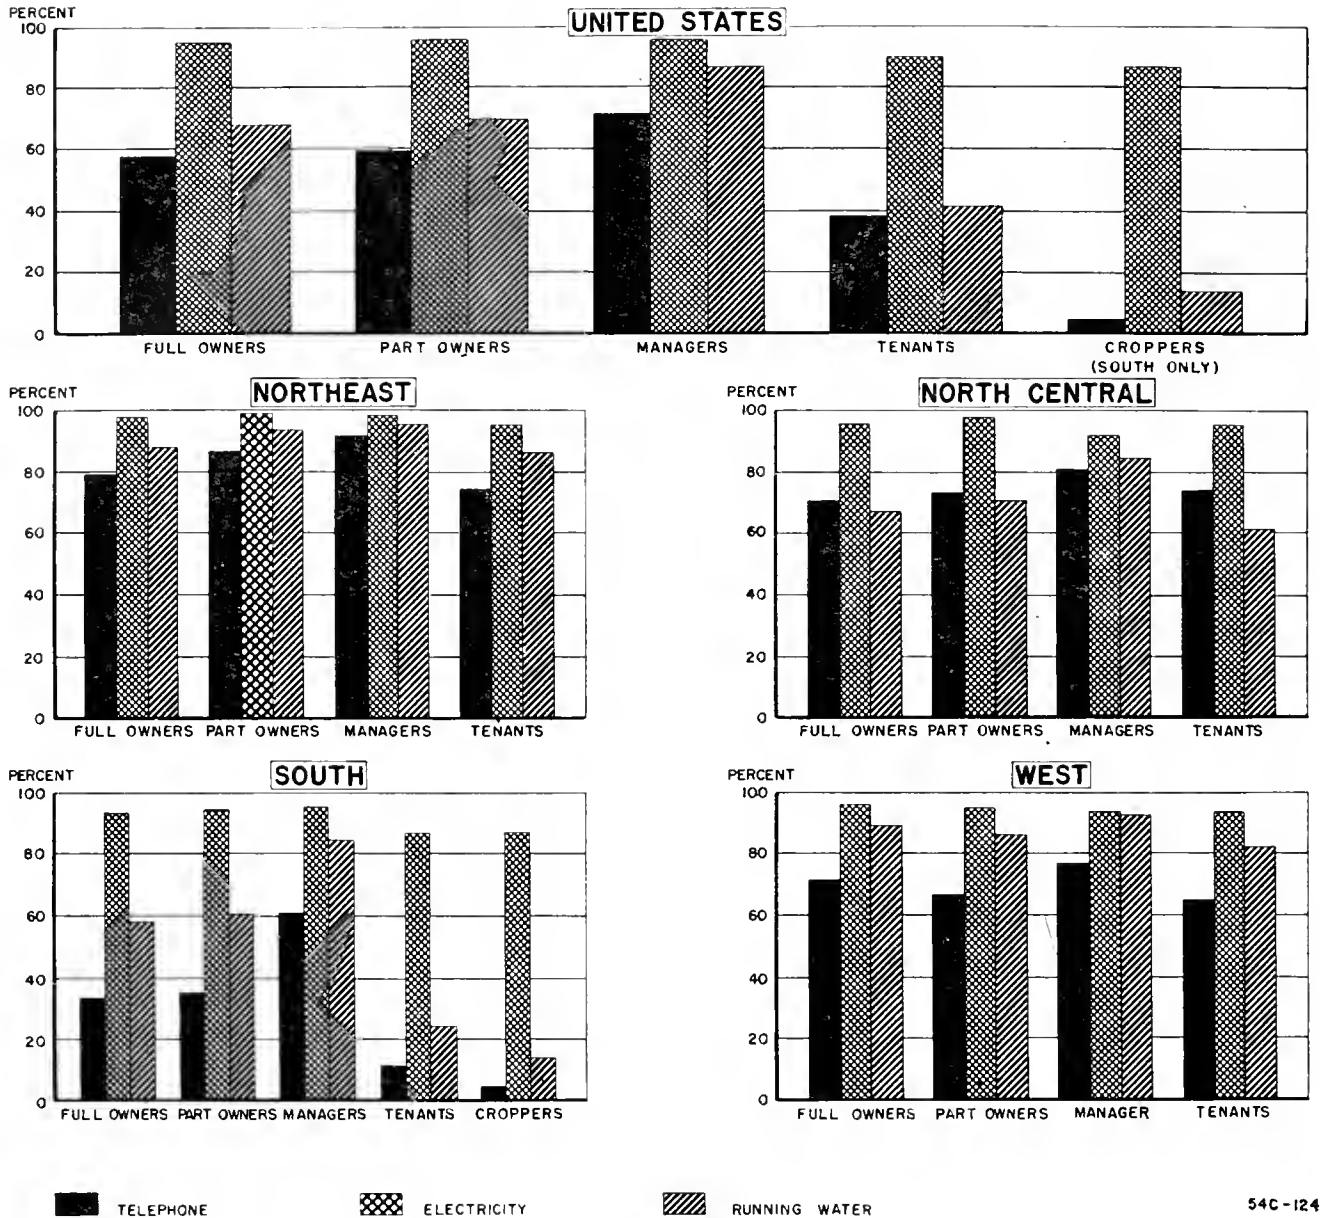 PERCENT
UNITED STATES
100
80
60
40
20
0
FULL OWNERS PART OWNERS MANAGERS TENANTS CROPPERS
(SOUTH ONLY)
PERCENT
NORTHEAST
100
80
60
40
20
0
FULL OWNERS PART OWNERS MANAGERS TENANTS
PERCENT
NORTH CENTRAL
100
80
60
40
20
0
FULL OWNERS PART OWNERS MANAGERS TENANTS
PERCENT
SOUTH
100
80
60
40
20
0
FULL OWNERS PART OWNERS MANAGERS TENANTS CROPPERS
PERCENT
WEST
100
80
60
40
20
0
FULL OWNERS PART OWNERS MANAGER TENANTS
TELEPHONE ELECTRICITY RUNNING WATER
54C-124